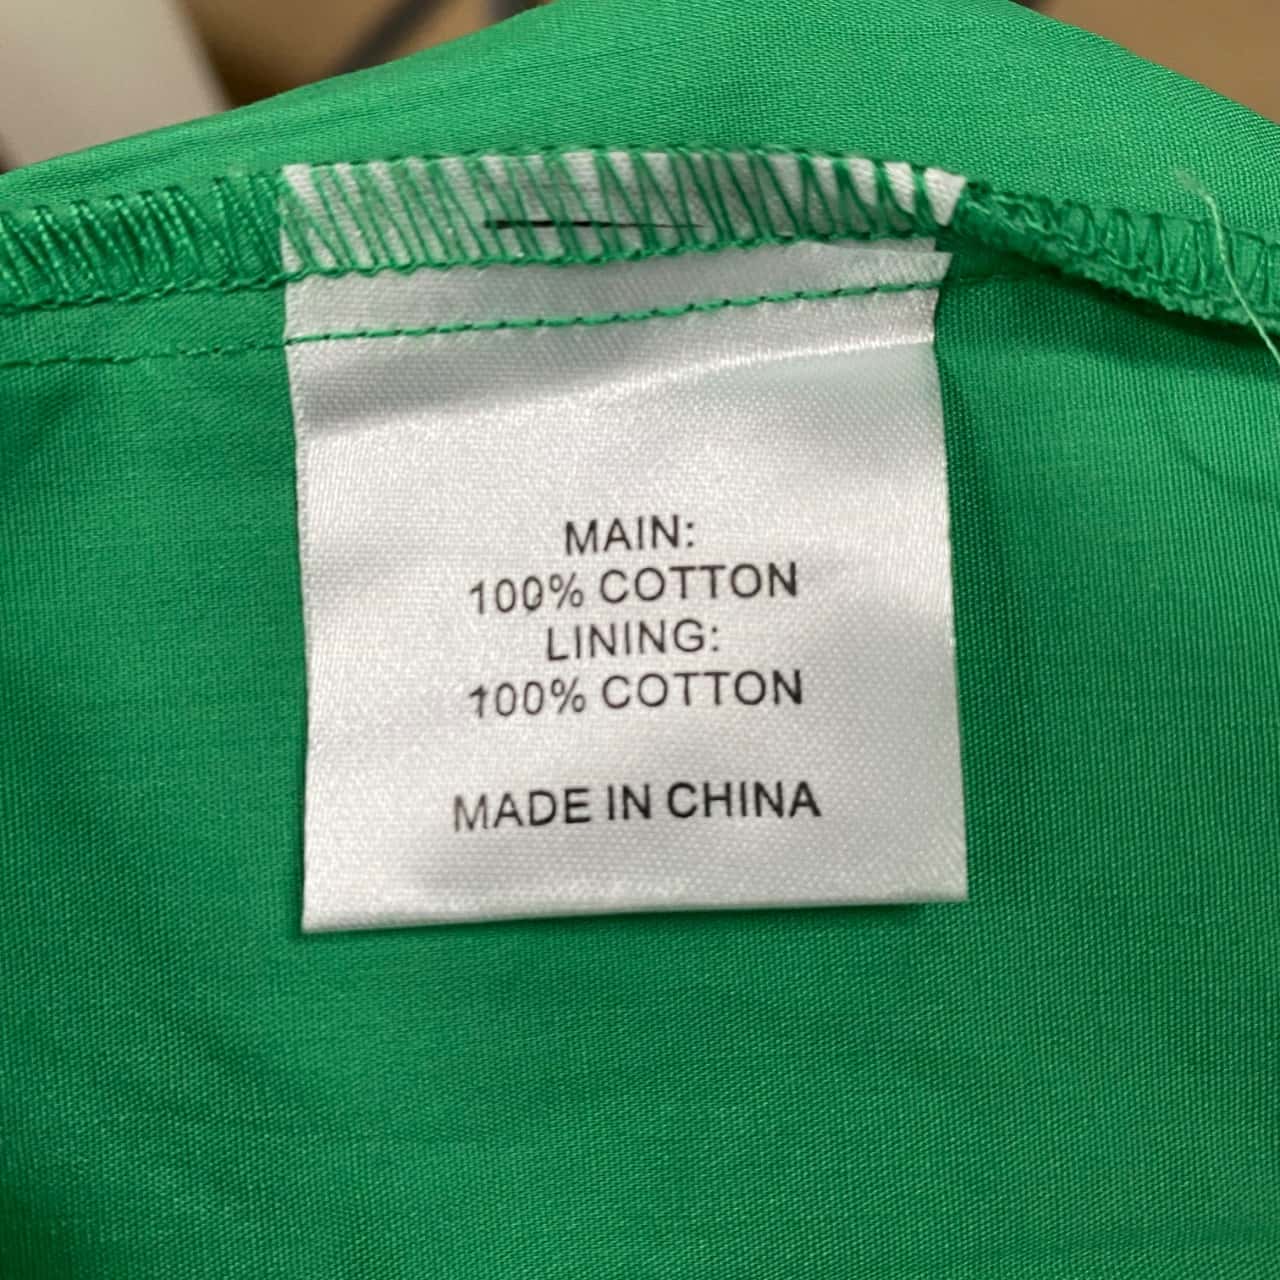 MAIN:
100% COTTON
LINING:
100% COTTON
MADE IN CHINA